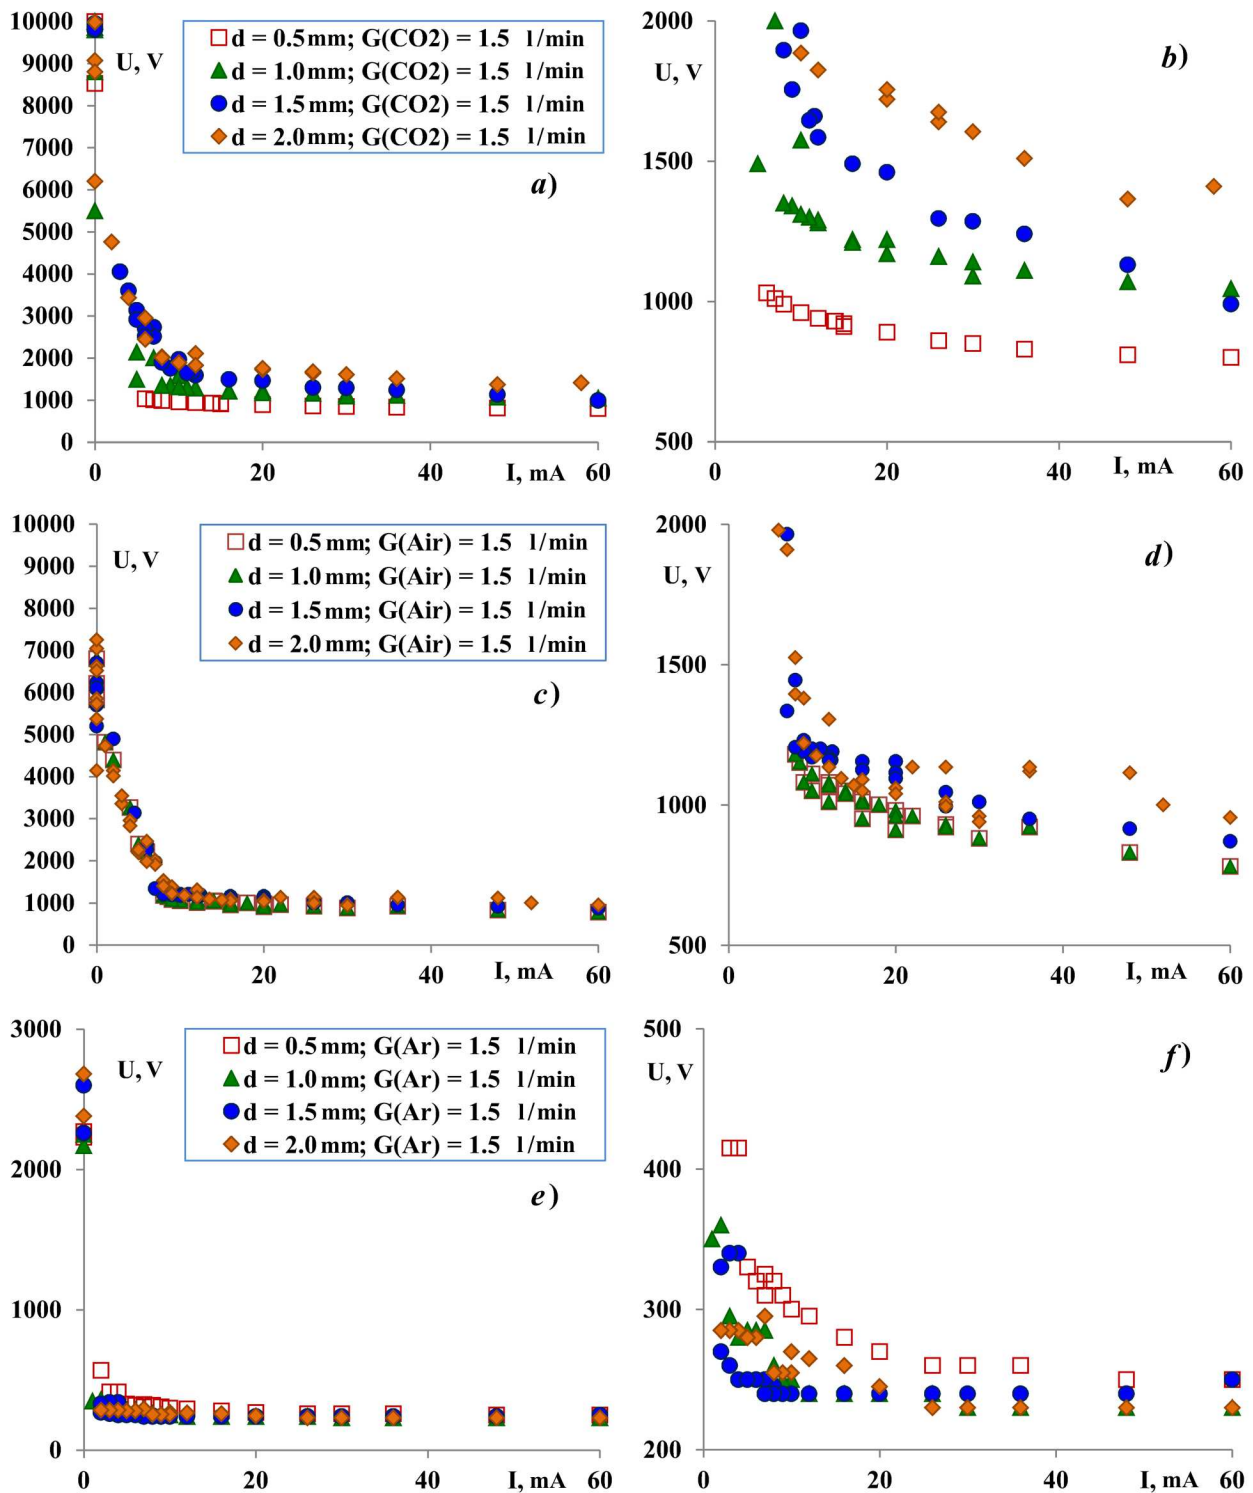 10000
9000
8000
7000
6000
5000
4000
3000
2000
1000
0
U, V
d = 0.5 mm; G(CO2) = 1.5 l/min
d = 1.0 mm; G(CO2) = 1.5 l/min
d = 1.5 mm; G(CO2) = 1.5 l/min
d = 2.0 mm; G(CO2) = 1.5 l/min
a)
0 20 40 60
I, mA
2000
1500
1000
500
U, V
b)
0 20 40 60
I, mA
10000
9000
8000
7000
6000
5000
4000
3000
2000
1000
0
U, V
d = 0.5 mm; G(Air) = 1.5 l/min
d = 1.0 mm; G(Air) = 1.5 l/min
d = 1.5 mm; G(Air) = 1.5 l/min
d = 2.0 mm; G(Air) = 1.5 l/min
c)
0 20 40 60
I, mA
2000
1500
1000
500
U, V
d)
0 20 40 60
I, mA
3000
2000
1000
0
U, V
d = 0.5 mm; G(Ar) = 1.5 l/min
d = 1.0 mm; G(Ar) = 1.5 l/min
d = 1.5 mm; G(Ar) = 1.5 l/min
d = 2.0 mm; G(Ar) = 1.5 l/min
e)
0 20 40 60
I, mA
500
400
300
200
U, V
f)
0 20 40 60
I, mA